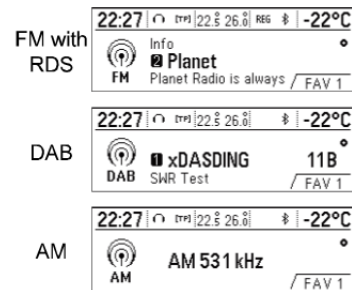 FM with
RDS
22:27 [TP] 22.5° 26.0° REG -22°C
Info
2 Planet
FM
Planet Radio is always
FAV 1
DAB
22:27 [TP] 22.5° 26.0° -22°C
1 xDASDING 11B
DAB
SWR Test
FAV 1
AM
22:27 [TP] 22.5° 26.0° -22°C
AM 531 kHz
AM
FAV 1